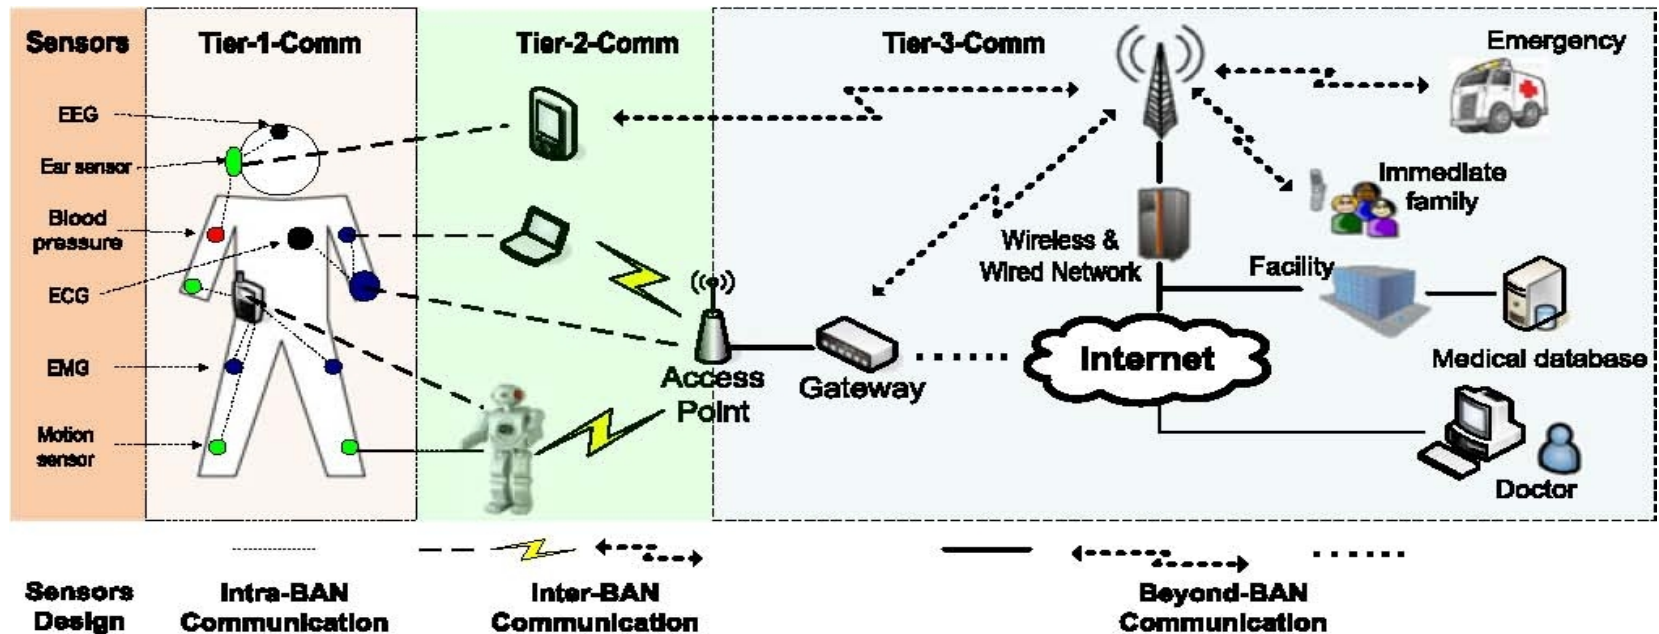 Sensors
Tier-1-Comm
Tier-2-Comm
Tier-3-Comm
Emergency
EEG
Ear sensor
Blood
pressure
ECG
EMG
Motion
sensor
Immediate
family
Wireless &
Wired Network
Facility
Medical database
Internet
Access
Point
Gateway
Doctor
Sensors
Design
Intra-BAN
Communication
Inter-BAN
Communication
Beyond-BAN
Communication